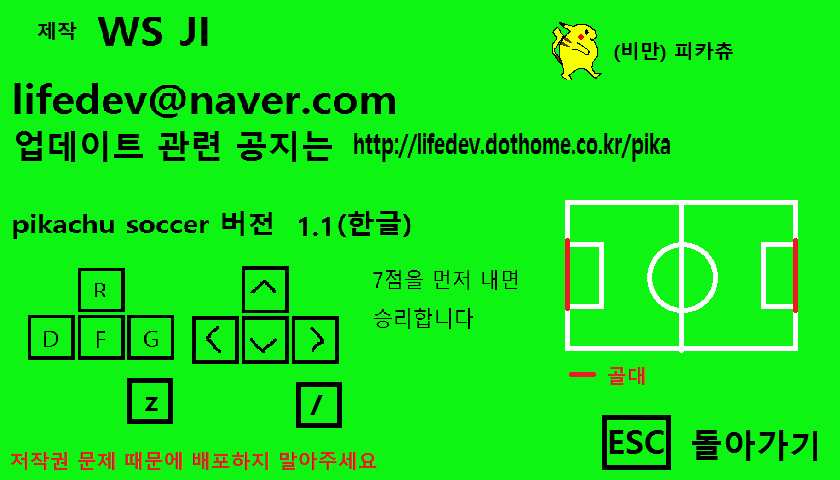 제작 WS JI
(비만) 피카츄
lifedev@naver.com
업데이트 관련 공지는 http://lifedev.dothome.co.kr/pika
pikachu soccer 버전 1.1(한글)
R
D F G
z
^
< ∨ >
/
7점을 먼저 내면
승리합니다
골대
ESC 돌아가기
저작권 문제 때문에 배포하지 말아주세요